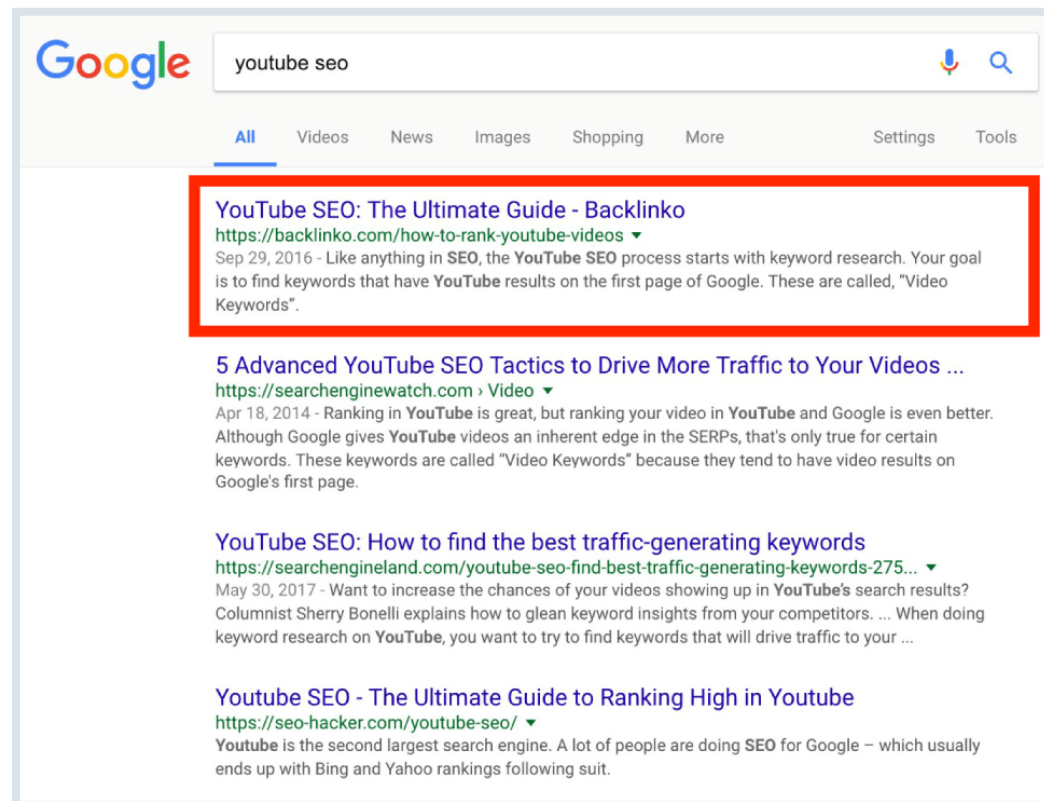 Google
youtube seo
All Videos News Images Shopping More Settings Tools
YouTube SEO: The Ultimate Guide - Backlinko
https://backlinko.com/how-to-rank-youtube-videos
Sep 29, 2016 - Like anything in SEO, the YouTube SEO process starts with keyword research. Your goal
is to find keywords that have YouTube results on the first page of Google. These are called, “Video
Keywords”.
5 Advanced YouTube SEO Tactics to Drive More Traffic to Your Videos ...
https://searchenginewatch.com › Video
Apr 18, 2014 - Ranking in YouTube is great, but ranking your video in YouTube and Google is even better.
Although Google gives YouTube videos an inherent edge in the SERPs, that's only true for certain
keywords. These keywords are called “Video Keywords” because they tend to have video results on
Google's first page.
YouTube SEO: How to find the best traffic-generating keywords
https://searchengineland.com/youtube-seo-find-best-traffic-generating-keywords-275...
May 30, 2017 - Want to increase the chances of your videos showing up in YouTube’s search results?
Columnist Sherry Bonelli explains how to glean keyword insights from your competitors. ... When doing
keyword research on YouTube, you want to try to find keywords that will drive traffic to your ...
Youtube SEO - The Ultimate Guide to Ranking High in Youtube
https://seo-hacker.com/youtube-seo/
Youtube is the second largest search engine. A lot of people are doing SEO for Google – which usually
ends up with Bing and Yahoo rankings following suit.